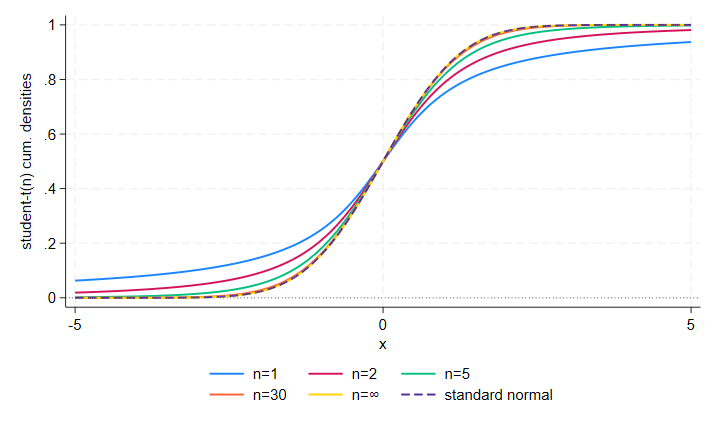 student-t(n) cum. densities
1
.8
.6
.4
.2
0
-5 0 5
x
n=1 n=2 n=5
n=30 n=∞ standard normal